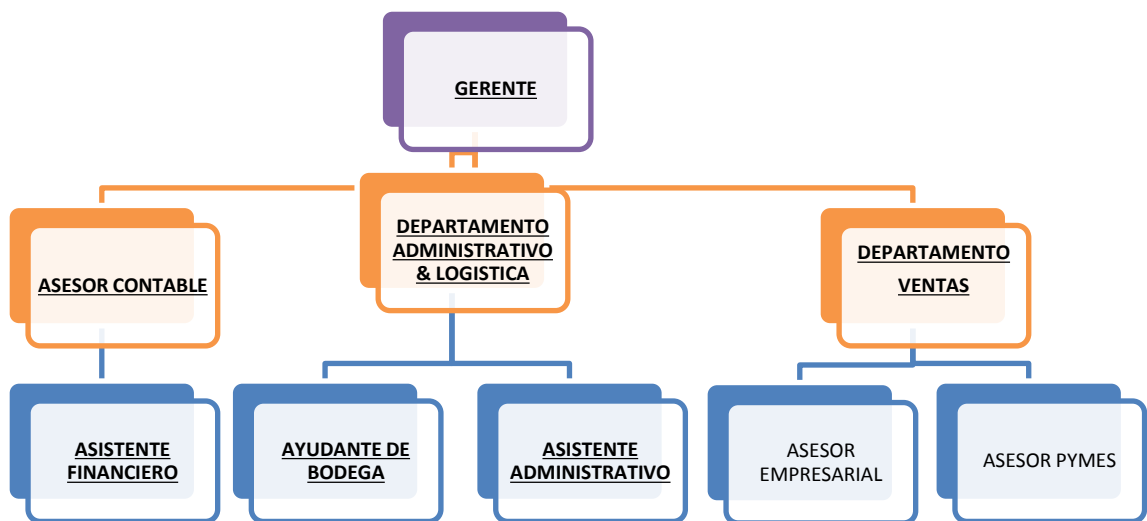 GERENTE
DEPARTAMENTO
ADMINISTRATIVO
& LOGISTICA
ASESOR CONTABLE
DEPARTAMENTO
VENTAS
ASISTENTE
FINANCIERO
AYUDANTE DE
BODEGA
ASISTENTE
ADMINISTRATIVO
ASESOR
EMPRESARIAL
ASESOR PYMES